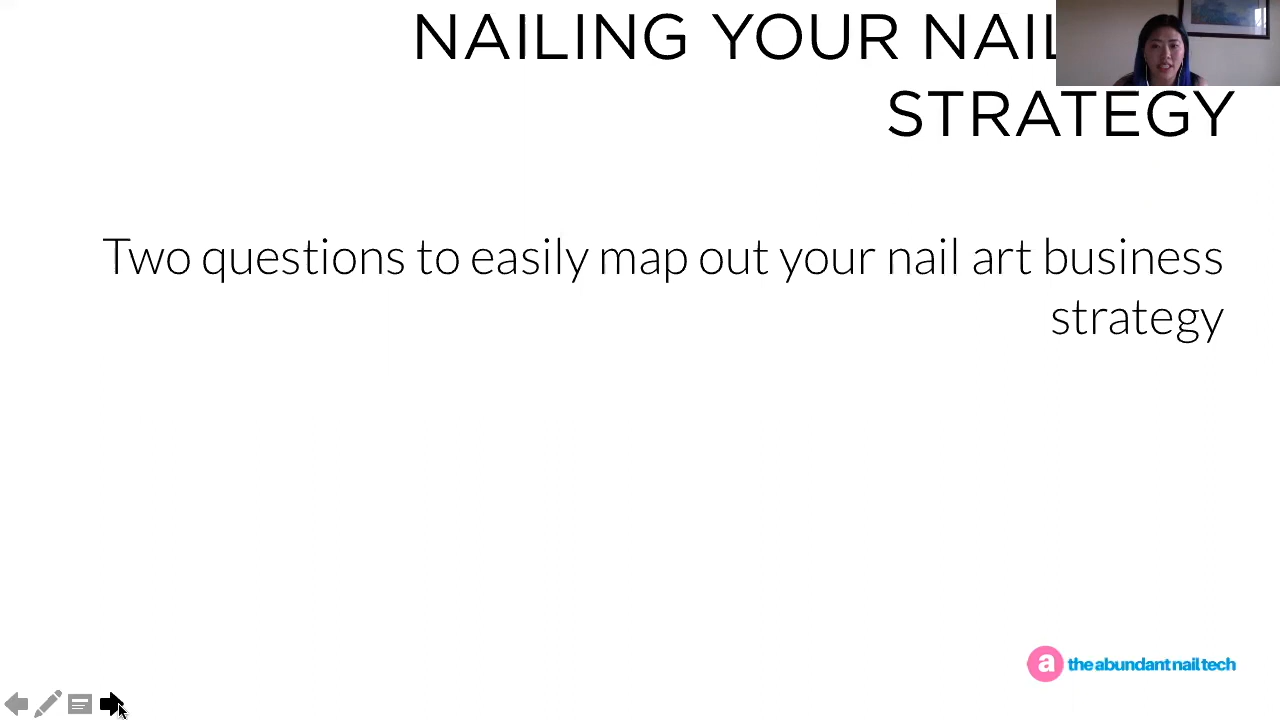 NAILING YOUR NAIL
STRATEGY
Two questions to easily map out your nail art business
strategy
a the abundant nail tech